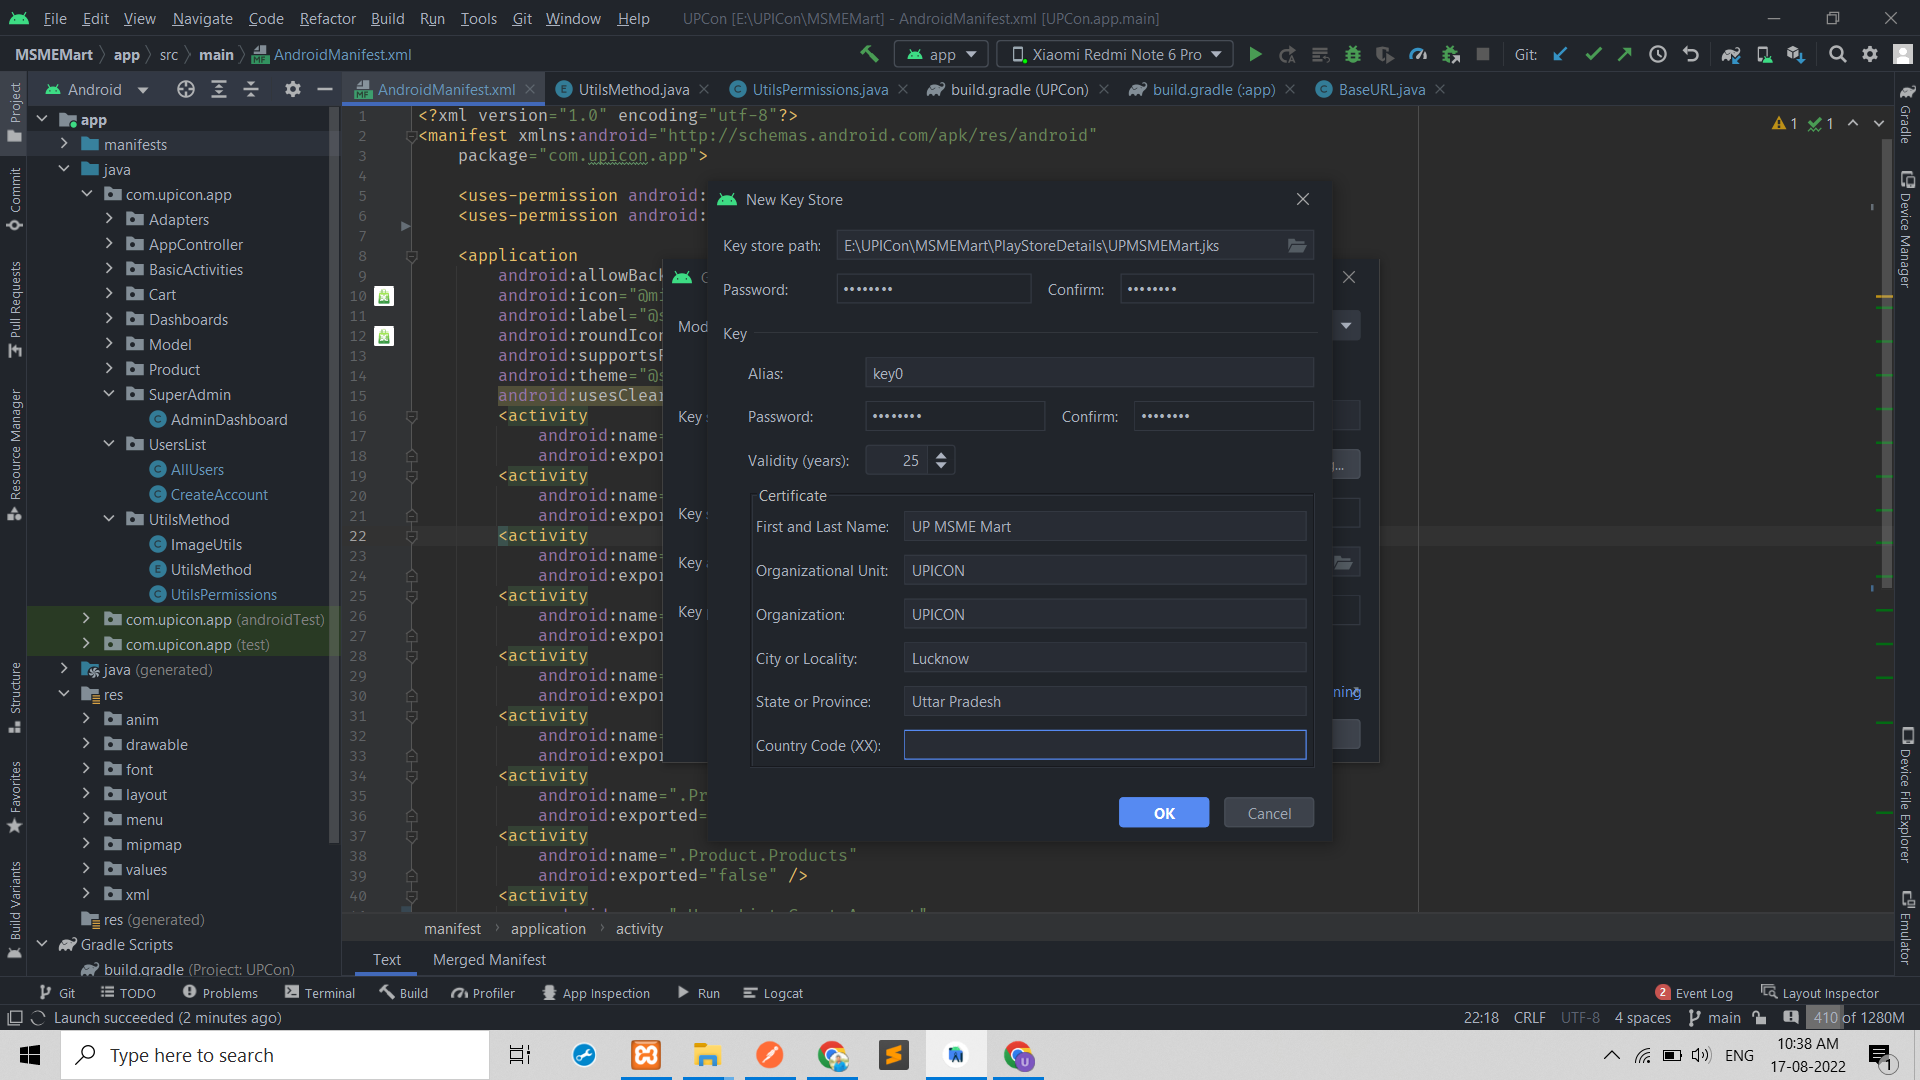 File Edit View Navigate Code Refactor Build Run Tools Git Window Help UPCon [E:\UPICon\MSMEMart] - AndroidManifest.xml [UPCon.app.main]
MSMEMart app src main AndroidManifest.xml app Xiaomi Redmi Note 6 Pro Git:
Android AndroidManifest.xml UtilsMethod.java UtilsPermissions.java build.gradle (UPCon) build.gradle (:app) BaseURL.java
Project
Commit
Pull Requests
Resource Manager
Structure
Favorites
Build Variants
app
manifests
java
com.upicon.app
Adapters
AppController
BasicActivities
Cart
Dashboards
Model
Product
SuperAdmin
AdminDashboard
UsersList
AllUsers
CreateAccount
UtilsMethod
ImageUtils
UtilsMethod
UtilsPermissions
com.upicon.app (androidTest)
com.upicon.app (test)
java (generated)
res
anim
drawable
font
layout
menu
mipmap
values
xml
res (generated)
Gradle Scripts
build.gradle (Project: UPCon)
1 <?xml version="1.0" encoding="utf-8"?>
2 <manifest xmlns:android="http://schemas.android.com/apk/res/android"
3 package="com.upicon.app">
4
5 <uses-permission android:
6 <uses-permission android:
7
8 <application
9 android:allowBack
10 android:icon="@mi
11 android:label="@s
12 android:roundIcon
13 android:supportsR
14 android:theme="@s
15 android:usesClear
16 <activity
17 android:name=
18 android:expor
19 <activity
20 android:name=
21 android:expor
22 <activity
23 android:name=
24 android:expor
25 <activity
26 android:name=
27 android:expor
28 <activity
29 android:name=
30 android:expor
31 <activity
32 android:name=
33 android:expor
34 <activity
35 android:name=".Pr
36 android:exported=
37 <activity
38 android:name=".Product.Products"
39 android:exported="false" />
40 <activity
1 1
G
Mod
Key s
Key s
Key a
Key p
g...
ning
New Key Store
Key store path: E:\UPICon\MSMEMart\PlayStoreDetails\UPMSMEMart.jks
Password: •••••••• Confirm: ••••••••
Key
Alias: key0
Password: •••••••• Confirm: ••••••••
Validity (years): 25
Certificate
First and Last Name: UP MSME Mart
Organizational Unit: UPICON
Organization: UPICON
City or Locality: Lucknow
State or Province: Uttar Pradesh
Country Code (XX):
OK Cancel
Gradle
Device Manager
Device File Explorer
Emulator
manifest application activity
Text Merged Manifest
Git TODO Problems Terminal Build Profiler App Inspection Run Logcat 2 Event Log Layout Inspector
Launch succeeded (2 minutes ago) 22:18 CRLF UTF-8 4 spaces main 410 of 1280M
Type here to search ENG 10:38 AM
17-08-2022 1